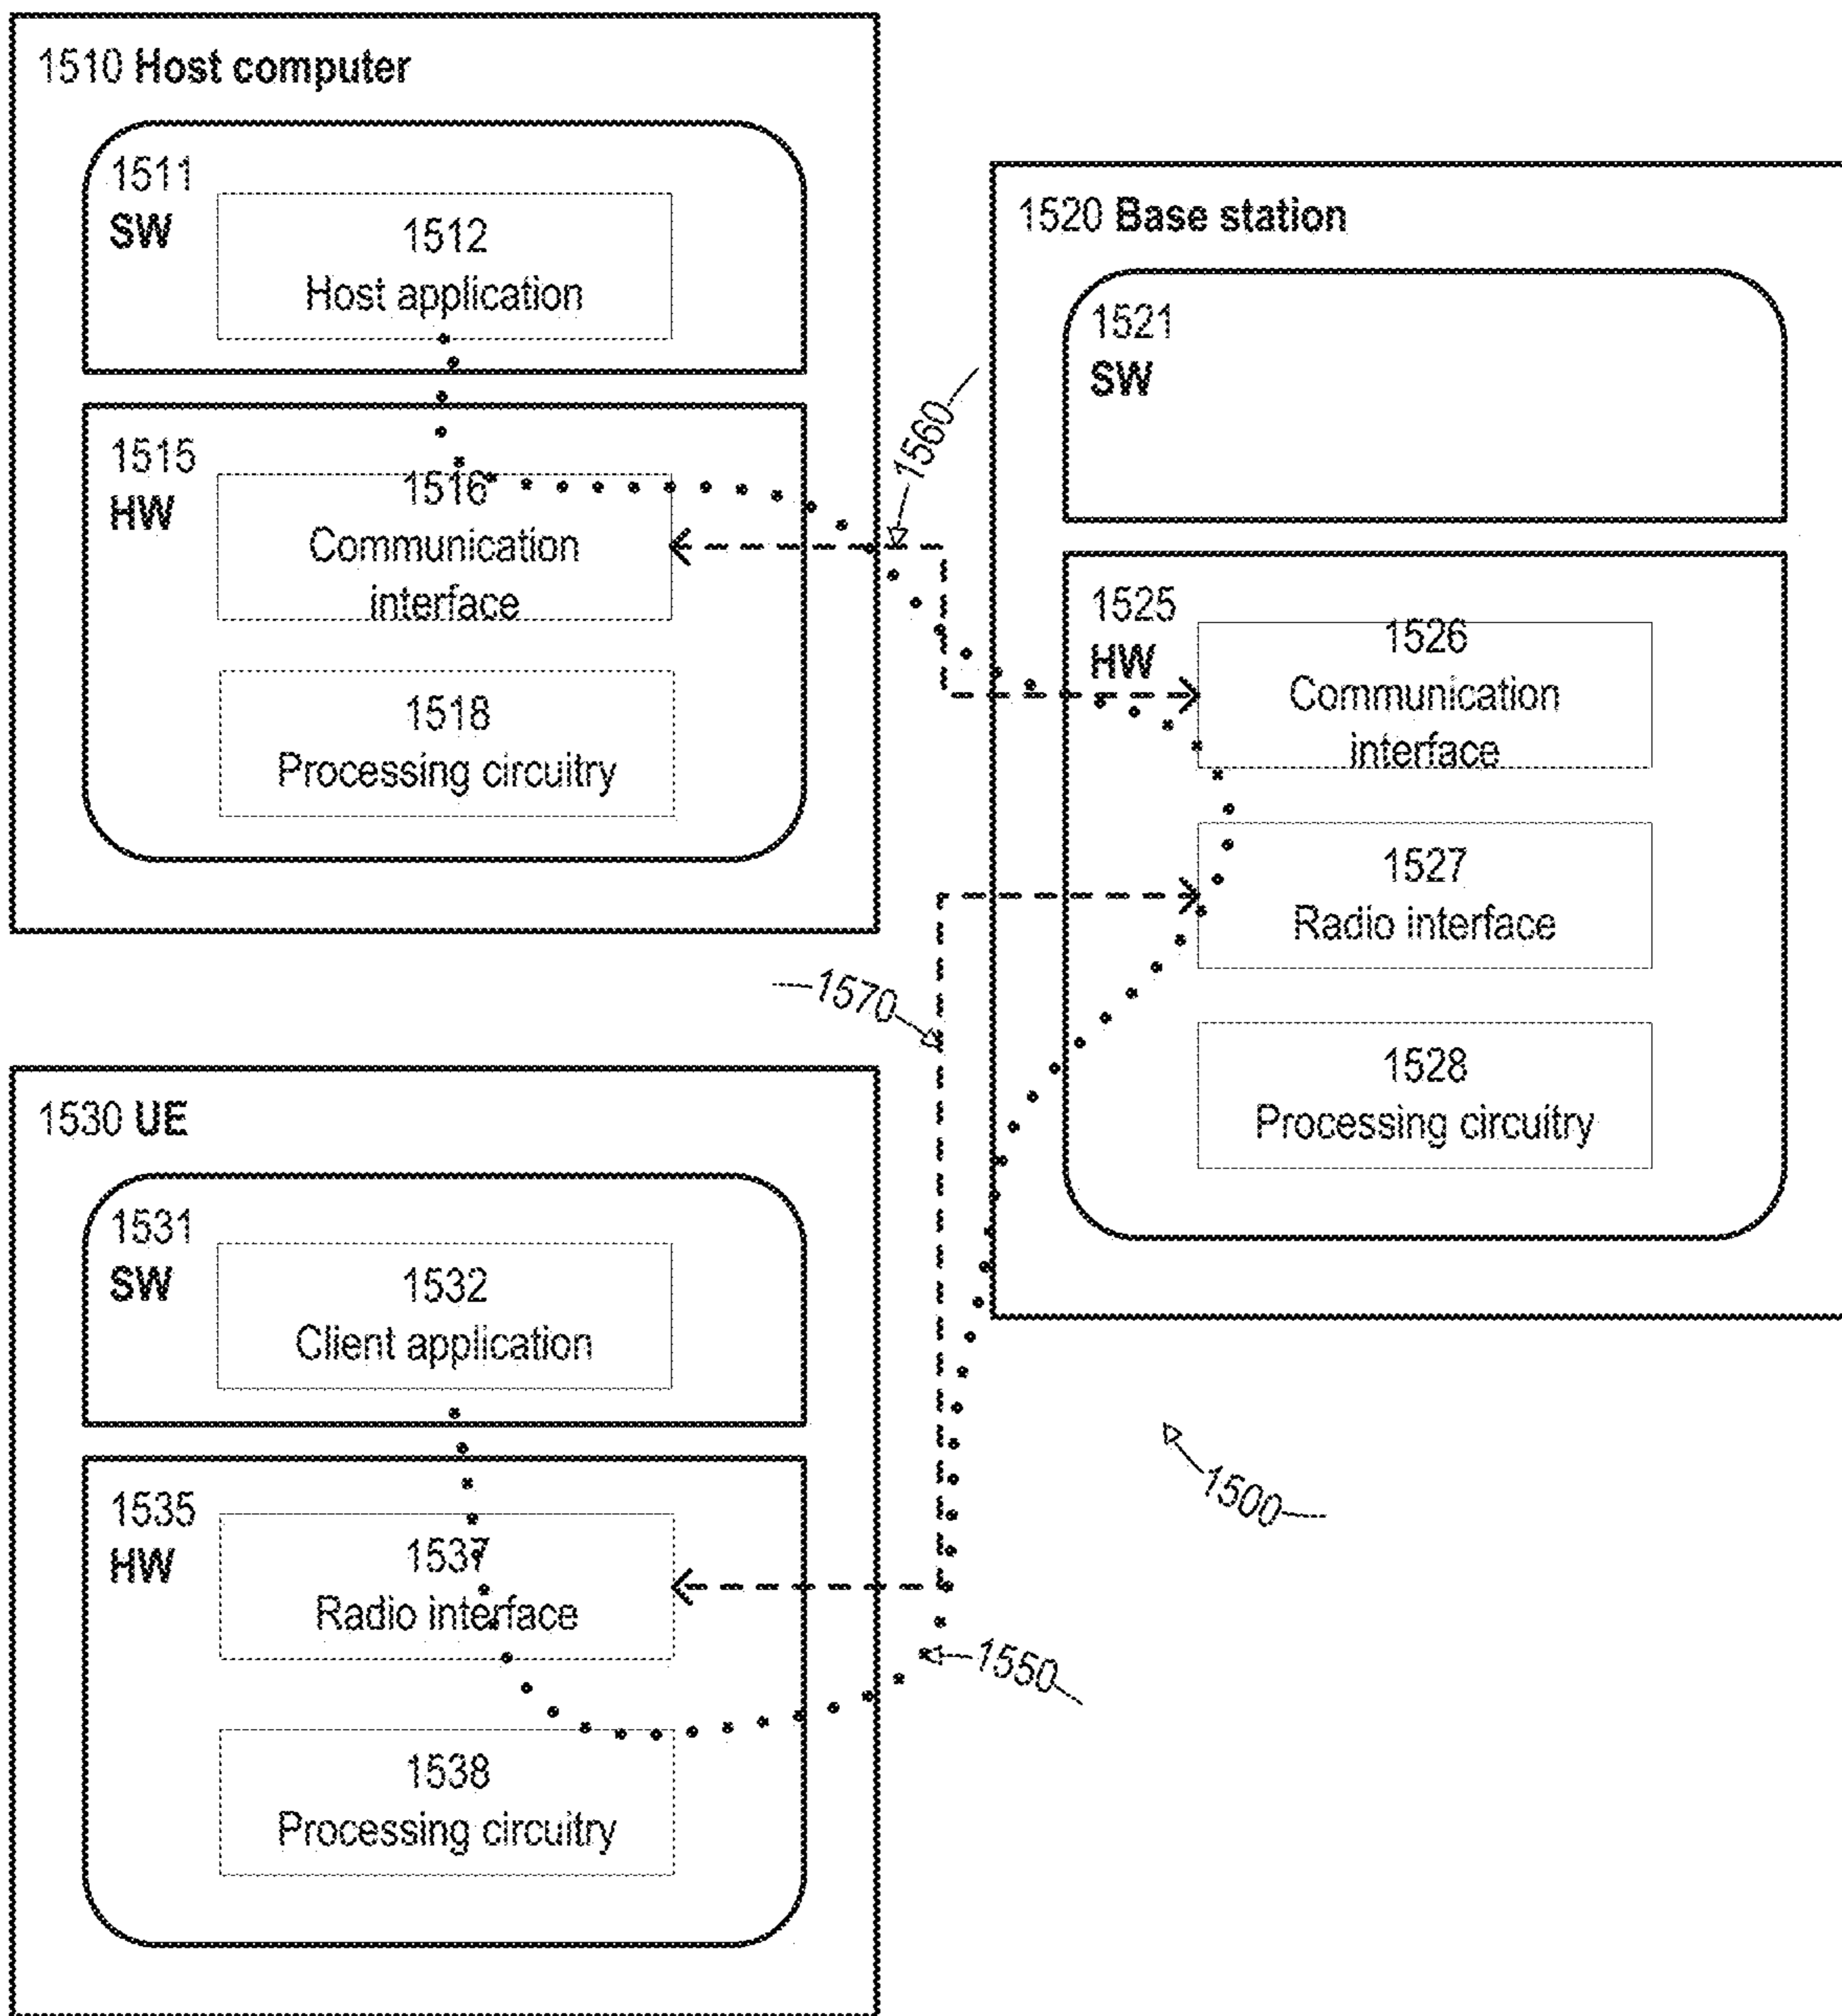 1510 Host computer
1511
SW
1512
Host application
1515
HW
1516
Communication
interface
1518
Processing circuitry
1560
1520 Base station
1521
SW
1525
HW
1526
Communication
interface
1527
Radio interface
1528
Processing circuitry
1570
1530 UE
1531
SW
1532
Client application
1535
HW
1537
Radio interface
1538
Processing circuitry
1500
1550